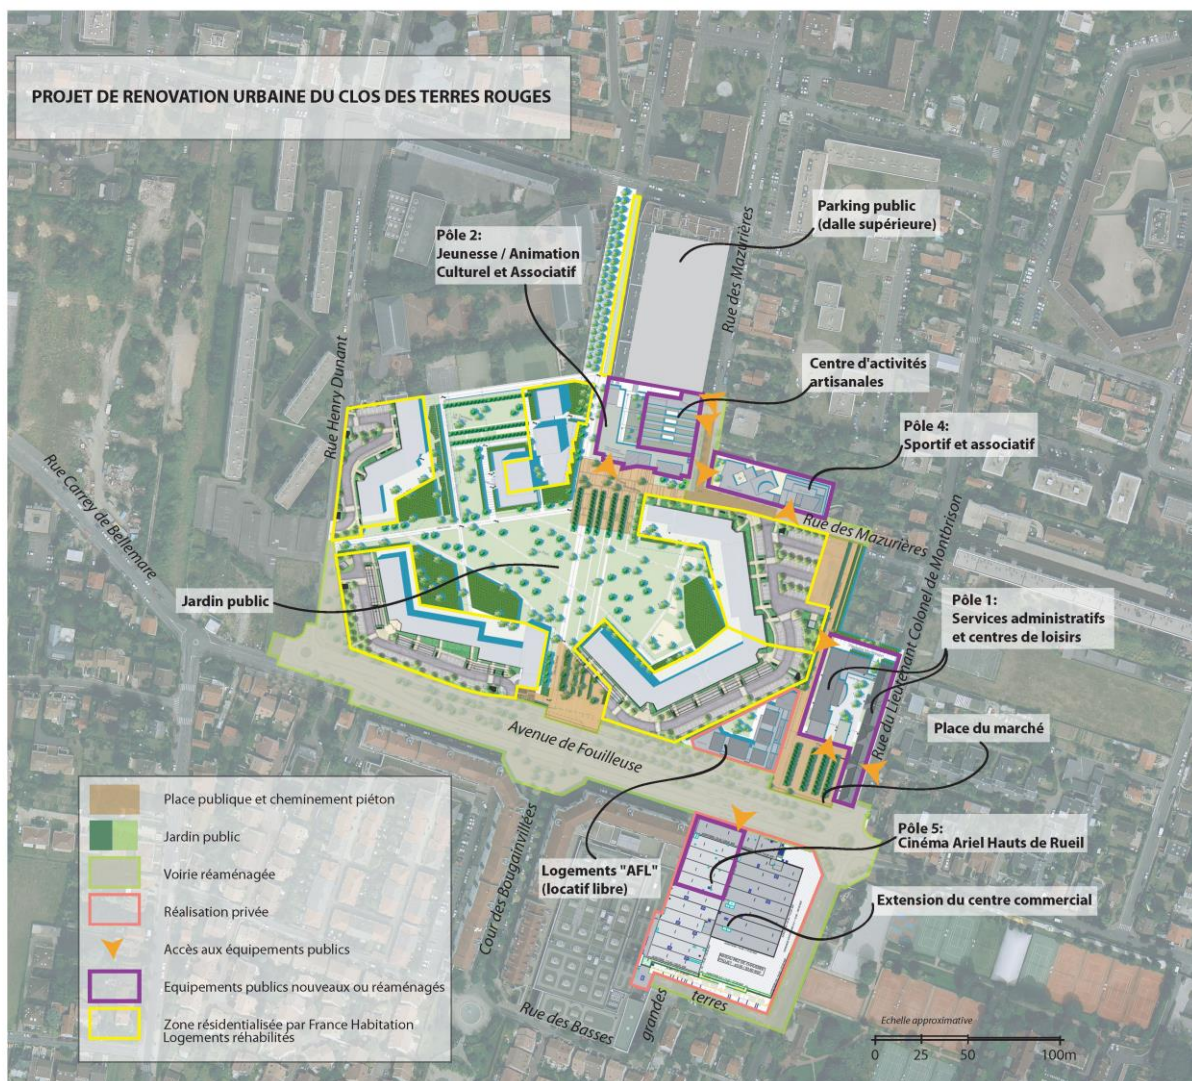 PROJET DE RENOVATION URBAINE DU CLOS DES TERRES ROUGES
Parking public
(dalle supérieure)
Pôle 2:
Jeunesse / Animation
Culturel et Associatif
Rue des Mazurières
Centre d'activités
artisanales
Rue Henry Dunant
Pôle 4:
Sportif et associatif
Rue Carrey de Bellemare
Rue des Mazurières
Jardin public
Pôle 1:
Services administratifs
et centres de loisirs
Rue du Lieutenant Colonel de Montbrison
Place du marché
Avenue de Fouilleuse
Place publique et cheminement piéton
Jardin public
Voirie réaménagée
Réalisation privée
Accès aux équipements publics
Equipements publics nouveaux ou réaménagés
Zone résidentialisée par France Habitation
Logements réhabilités
Cour des Bougainvillées
Logements "AFL"
(locatif libre)
Pôle 5:
Cinéma Ariel Hauts de Rueil
Extension du centre commercial
Rue des Basses
grandes
terres
Echelle approximative
0 25 50 100m